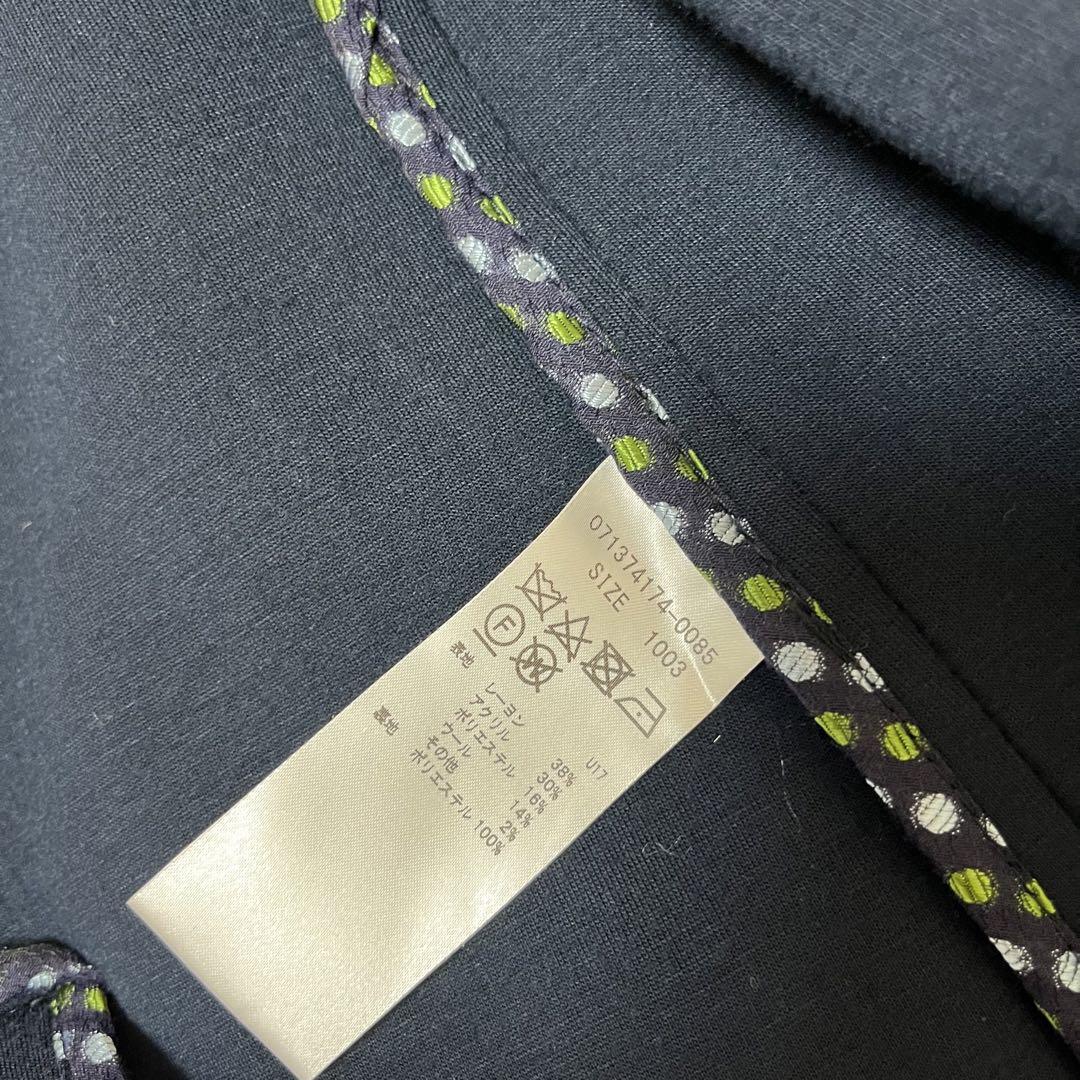 071374174-0085
SIZE 1003
F
W
U17
表地 レーヨン 38%
アクリル 30%
ポリエステル 16%
ウール 14%
その他 2%
裏地 ポリエステル 100%